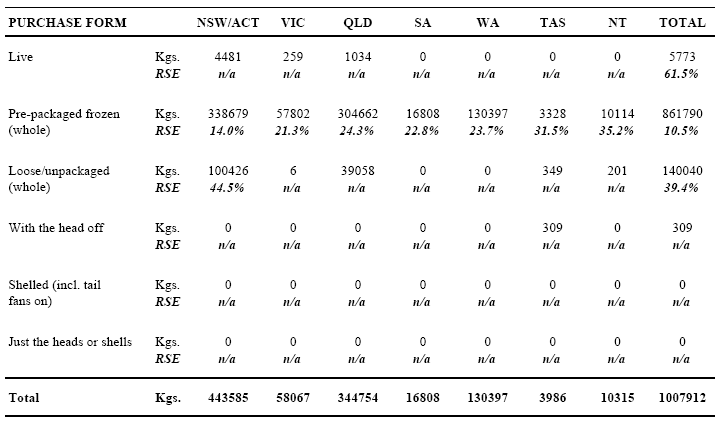 PURCHASE FORM NSW/ACT VIC QLD SA WA TAS NT TOTAL
Live Kgs. 4481 259 1034 0 0 0 0 5773
RSE n/a n/a n/a n/a n/a n/a n/a 61.5%
Pre-packaged frozen Kgs. 338679 57802 304662 16808 130397 3328 10114 861790
(whole) RSE 14.0% 21.3% 24.3% 22.8% 23.7% 31.5% 35.2% 10.5%
Loose/unpackaged Kgs. 100426 6 39058 0 0 349 201 140040
(whole) RSE 44.5% n/a n/a n/a n/a n/a n/a 39.4%
With the head off Kgs. 0 0 0 0 0 309 0 309
RSE n/a n/a n/a n/a n/a n/a n/a n/a
Shelled (incl. tail Kgs. 0 0 0 0 0 0 0 0
fans on) RSE n/a n/a n/a n/a n/a n/a n/a n/a
Just the heads or shells Kgs. 0 0 0 0 0 0 0 0
RSE n/a n/a n/a n/a n/a n/a n/a n/a
Total Kgs. 443585 58067 344754 16808 130397 3986 10315 1007912